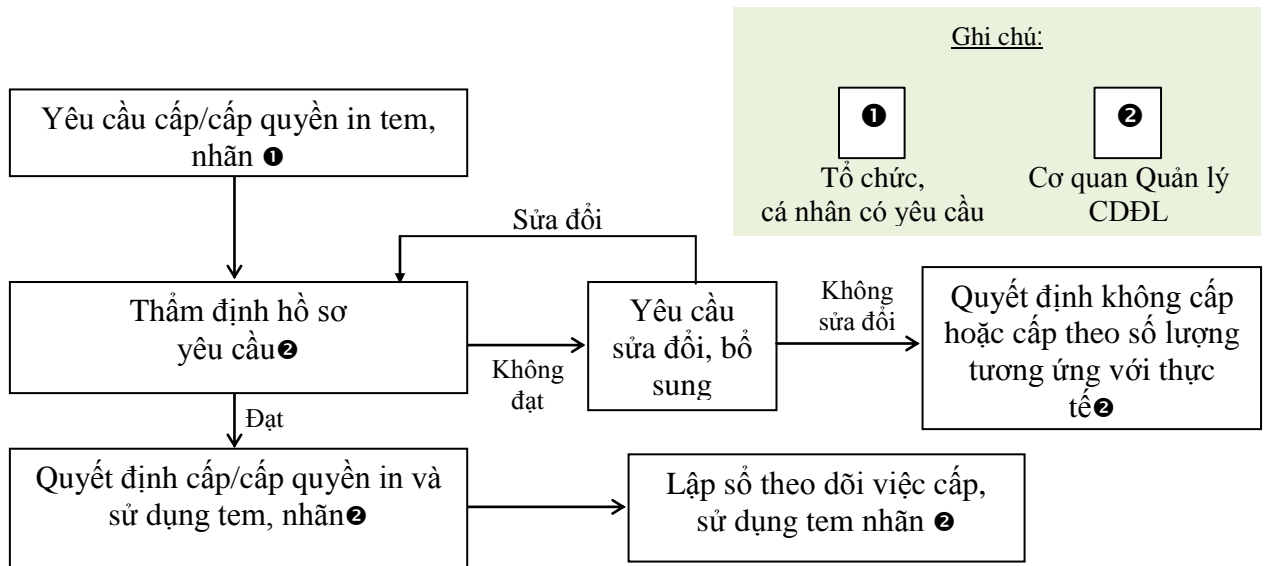 Ghi chú:
❶
❷
Tổ chức,
cá nhân có yêu cầu
Cơ quan Quản lý
CDĐL
Yêu cầu cấp/cấp quyền in tem,
nhãn ❶
Sửa đổi
Thẩm định hồ sơ
yêu cầu❷
Không
đạt
Yêu cầu
sửa đổi, bổ
sung
Không
sửa đổi
Quyết định không cấp
hoặc cấp theo số lượng
tương ứng với thực
tế❷
Đạt
Quyết định cấp/cấp quyền in và
sử dụng tem, nhãn❷
Lập sổ theo dõi việc cấp,
sử dụng tem nhãn ❷